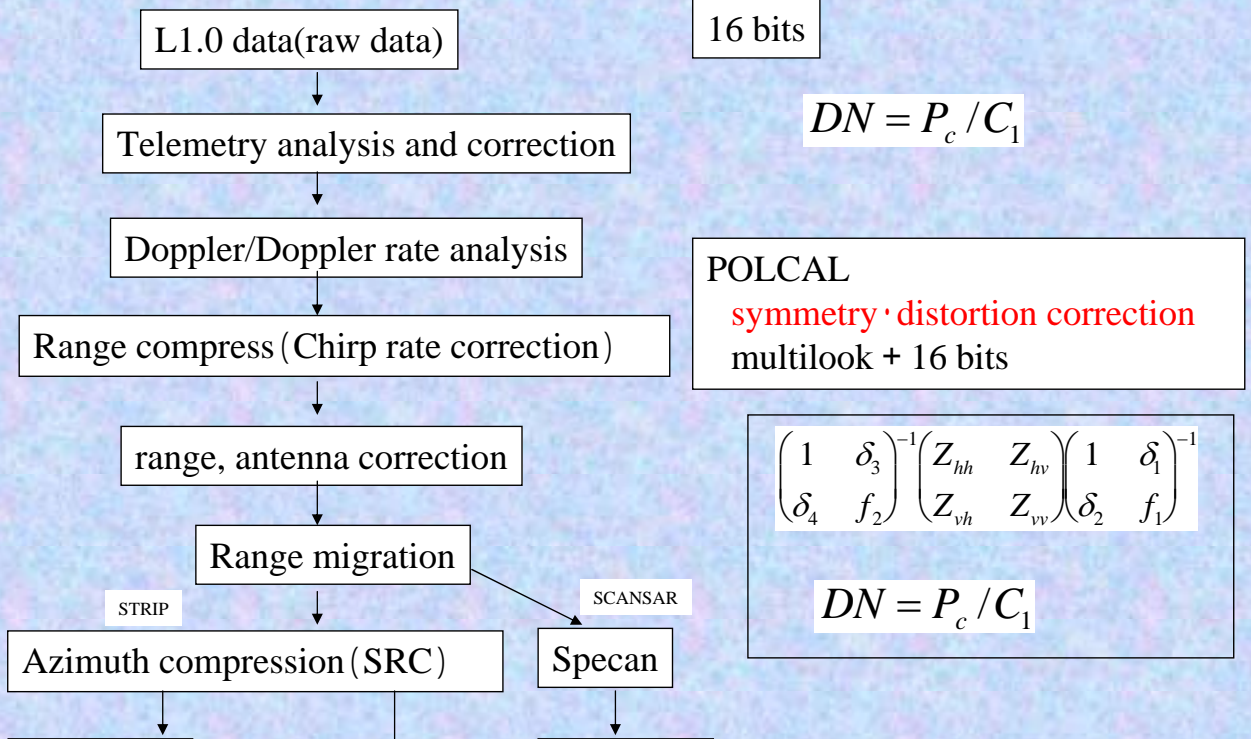 L1.0 data(raw data)
Telemetry analysis and correction
Doppler/Doppler rate analysis
Range compress(Chirp rate correction)
range, antenna correction
Range migration
STRIP
SCANSAR
Azimuth compression(SRC)
Specan
16 bits
DN = P_c / C_1
POLCAL
symmetry・distortion correction
multilook + 16 bits
(1 δ_3; δ_4 f_2)^{-1} (Z_hh Z_hv; Z_vh Z_vv) (1 δ_1; δ_2 f_1)^{-1}
DN = P_c / C_1